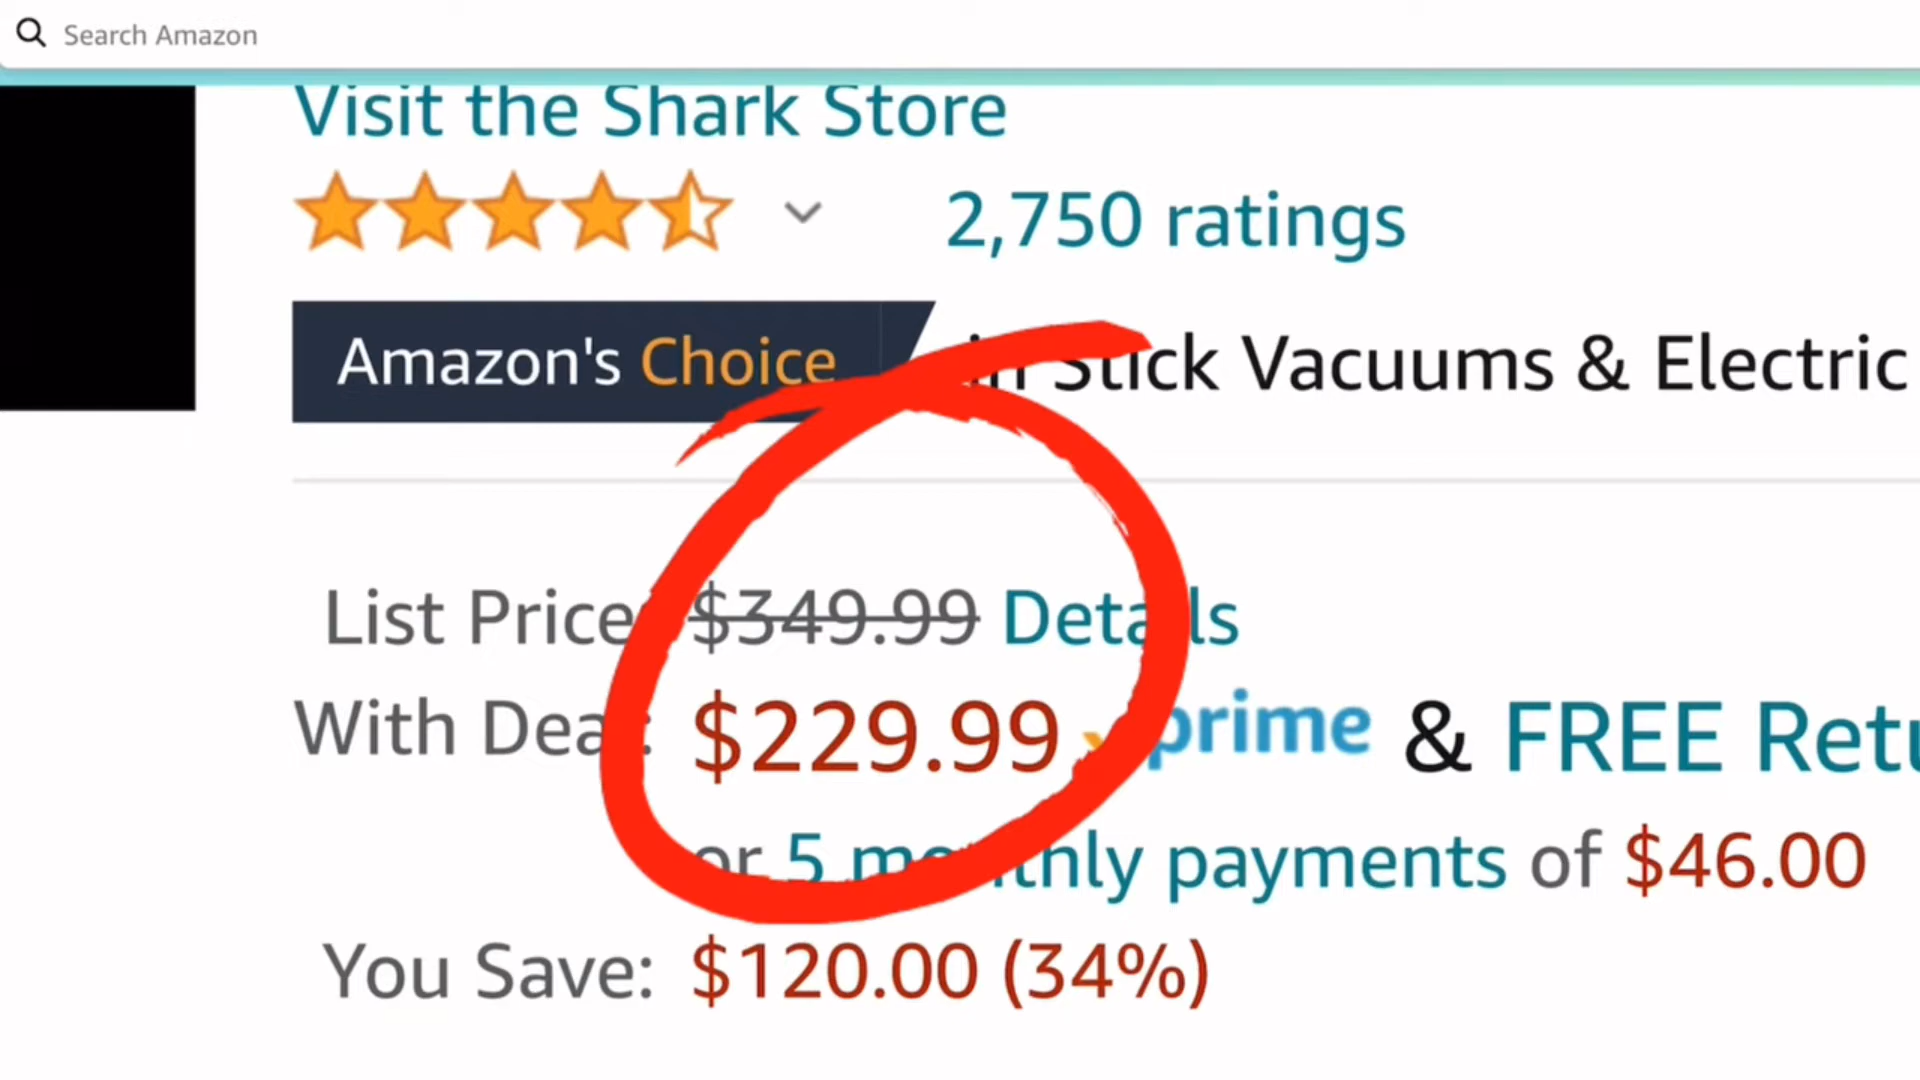 Search Amazon
Visit the Shark Store
2,750 ratings
Amazon's Choice in Stick Vacuums & Electric
List Price $349.99 Details
With Deal: $229.99 prime & FREE
or 5 monthly payments of $46.00
You Save: $120.00 (34%)